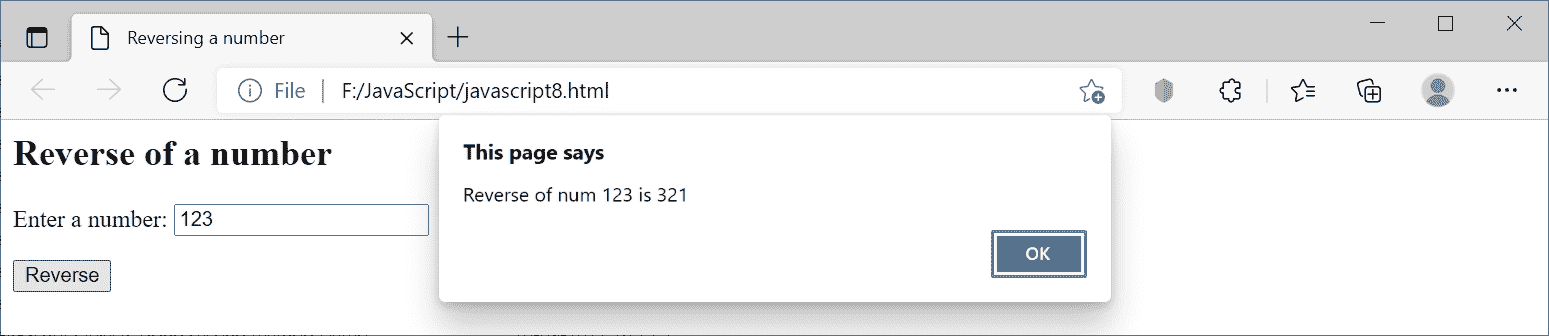 Reversing a number
File | F:/JavaScript/javascript8.html
This page says
Reverse of a number
Reverse of num 123 is 321
Enter a number: 123
OK
Reverse